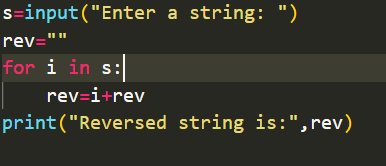 s=input("Enter a string: ")
rev=""
for i in s:
    rev=i+rev
print("Reversed string is:",rev)